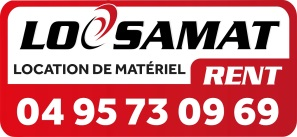 LOCSAMAT
LOCATION DE MATÉRIEL RENT
04 95 73 09 69